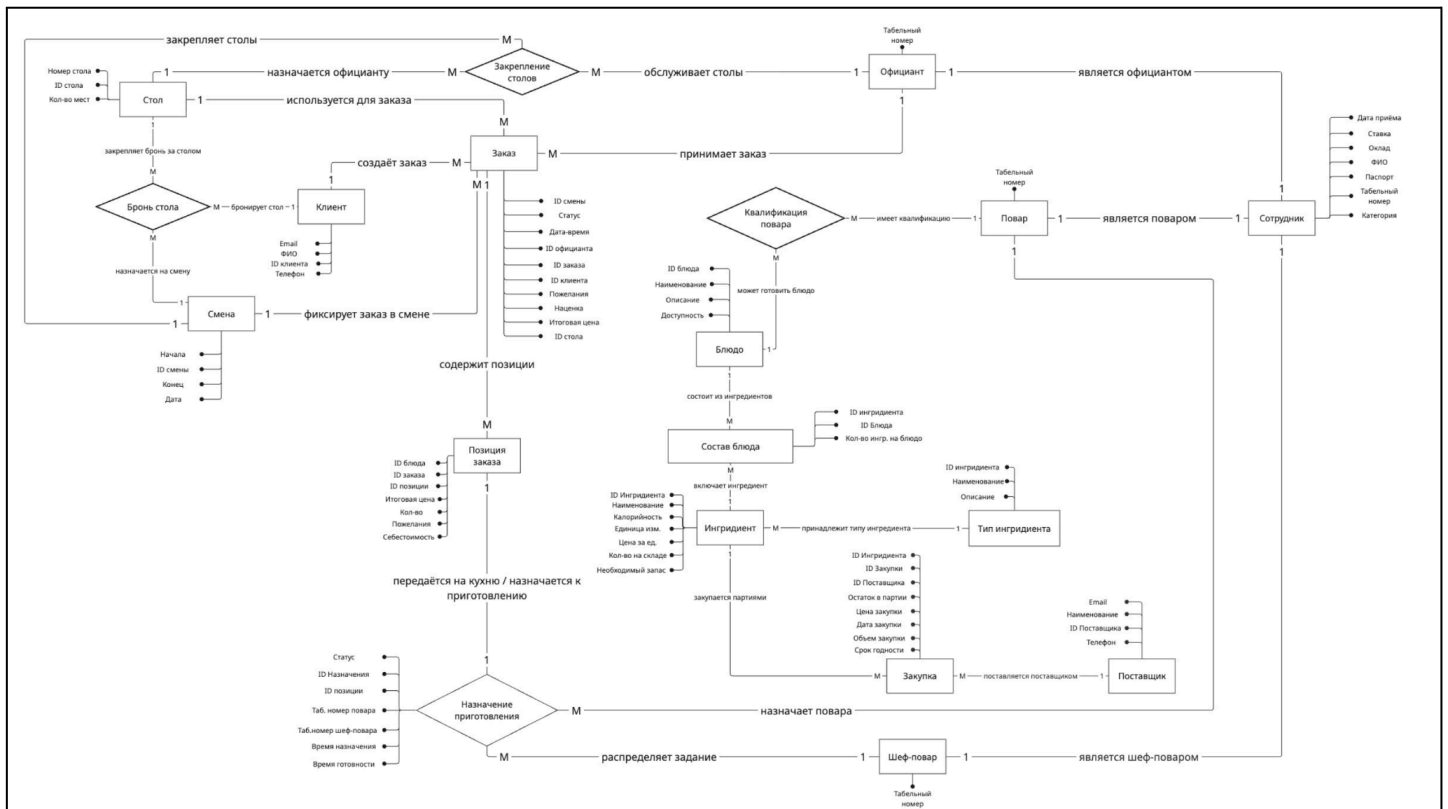 закрепляет столы
М
Закрепление
столов
Табельный
номер
Номер стола
ID стола
Кол-во мест
Стол
1
назначается официанту
М
М
обслуживает столы
1
Официант
1
является официантом
1
используется для заказа
М
1
1
Дата приёма
Ставка
Оклад
ФИО
Паспорт
Табельный
номер
Категория
закрепляет бронь за столом
М
Заказ
М
принимает заказ
1
создаёт заказ
М
М
1
1
Бронь стола
М
бронирует стол
1
Клиент
Квалификация
повара
М
имеет квалификацию
1
Табельный
номер
Повар
1
является поваром
1
1
Сотрудник
1
1
М
М
может готовить блюдо
Email
ФИО
ID клиента
Телефон
ID смены
Статус
Дата-время
ID официанта
ID заказа
ID клиента
Пожелания
Наценка
Итоговая цена
ID стола
назначается на смену
1
1
Смена
1
фиксирует заказ в смене
Начала
ID смены
Конец
Дата
ID блюда
Наименование
Описание
Доступность
Блюдо
1
1
состоит из ингредиентов
М
содержит позиции
М
Позиция
заказа
1
ID блюда
ID заказа
ID позиции
Итоговая цена
Кол-во
Пожелания
Себестоимость
Состав блюда
ID ингридиента
ID Блюда
Кол-во ингр. на блюдо
М
включает ингредиент
1
ID Ингридиента
Наименование
Калорийность
Единица изм.
Цена за ед.
Кол-во на складе
Необходимый запас
Ингридиент
М
принадлежит типу ингредиента
1
Тип ингридиента
ID ингридиента
Наименование
Описание
1
закупается партиями
М
ID Ингридиента
ID Закупки
ID Поставщика
Остаток в партии
Цена закупки
Дата закупки
Объем закупки
Срок годности
Закупка
М
поставляется поставщиком
1
Поставщик
Email
Наименование
ID Поставщика
Телефон
передаётся на кухню / назначается к
приготовлению
1
Статус
ID Назначения
ID позиции
Таб. номер повара
Таб.номер шеф-повара
Время назначения
Время готовности
Назначение
приготовления
М
назначает повара
М
распределяет задание
1
Шеф-повар
1
является шеф-поваром
Табельный
номер